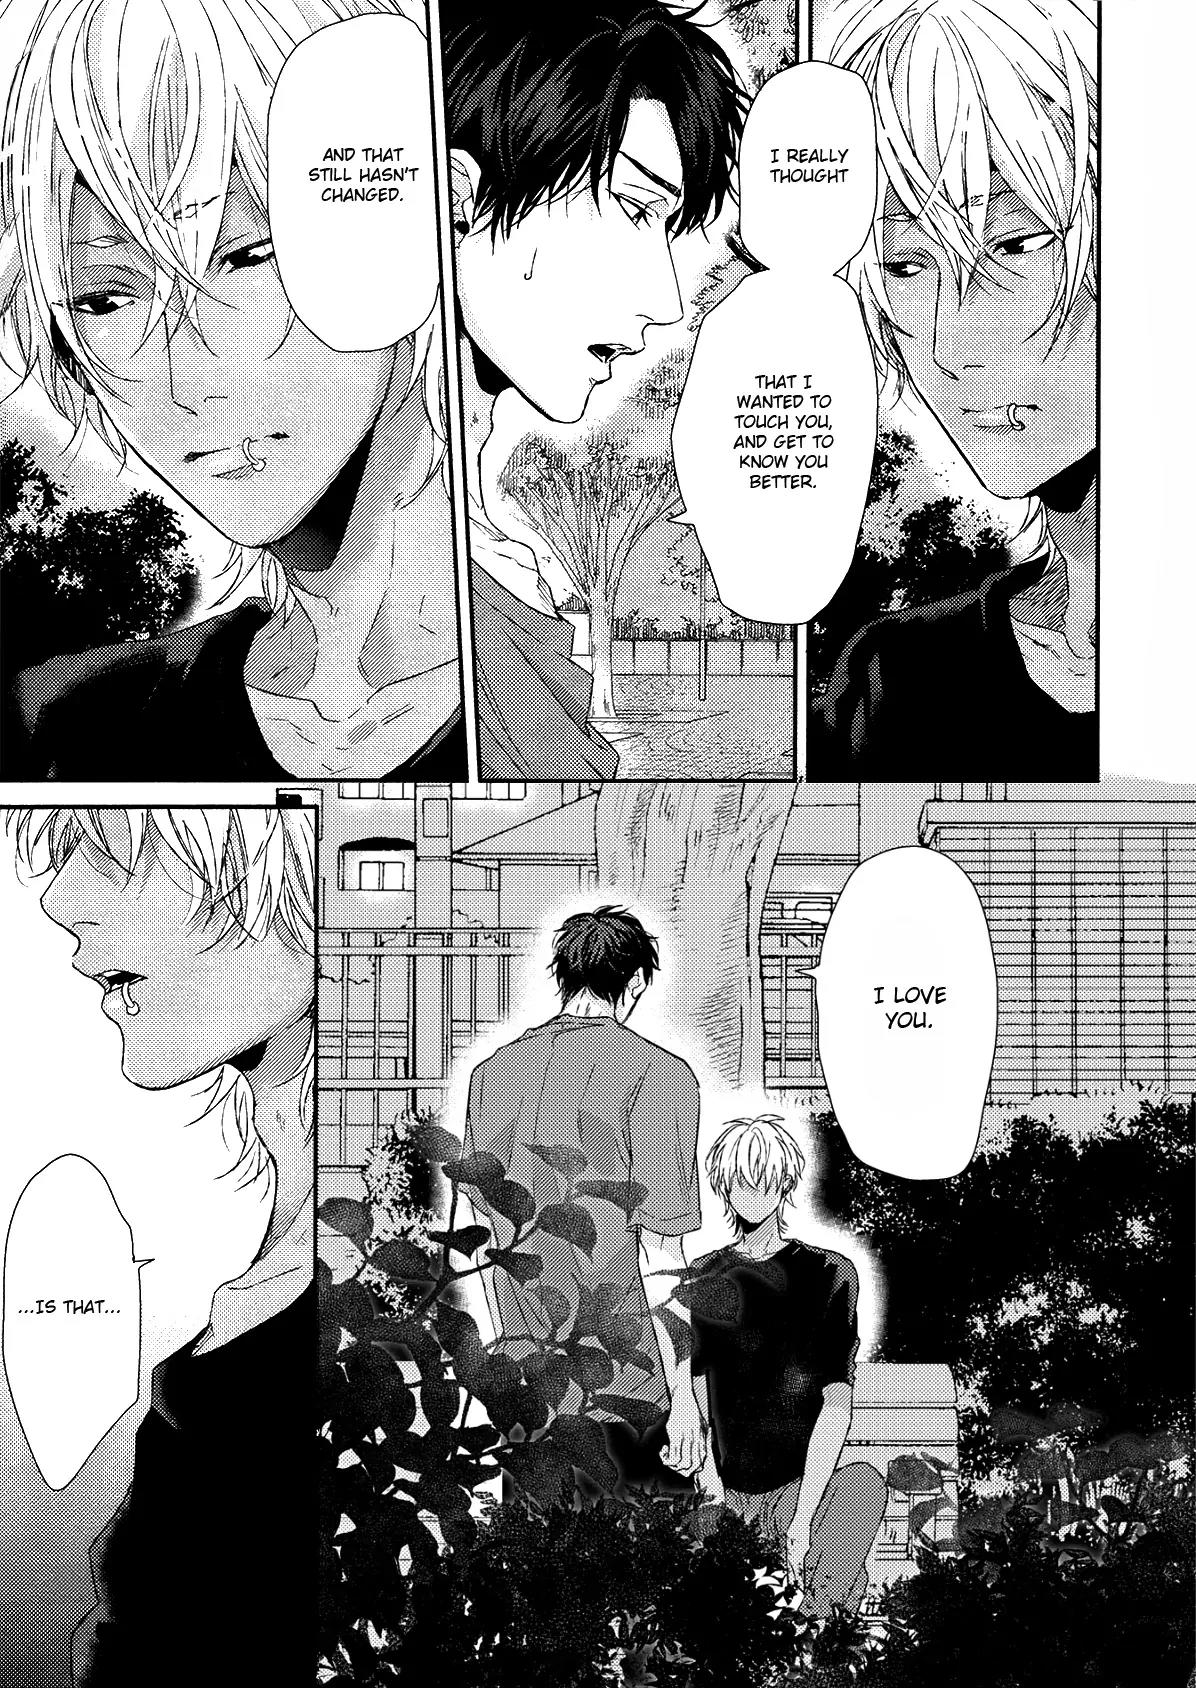 I REALLY
THOUGHT
THAT I
WANTED TO
TOUCH YOU,
AND GET TO
KNOW YOU
BETTER.
AND THAT
STILL HASN'T
CHANGED.
I LOVE
YOU.
...IS THAT...